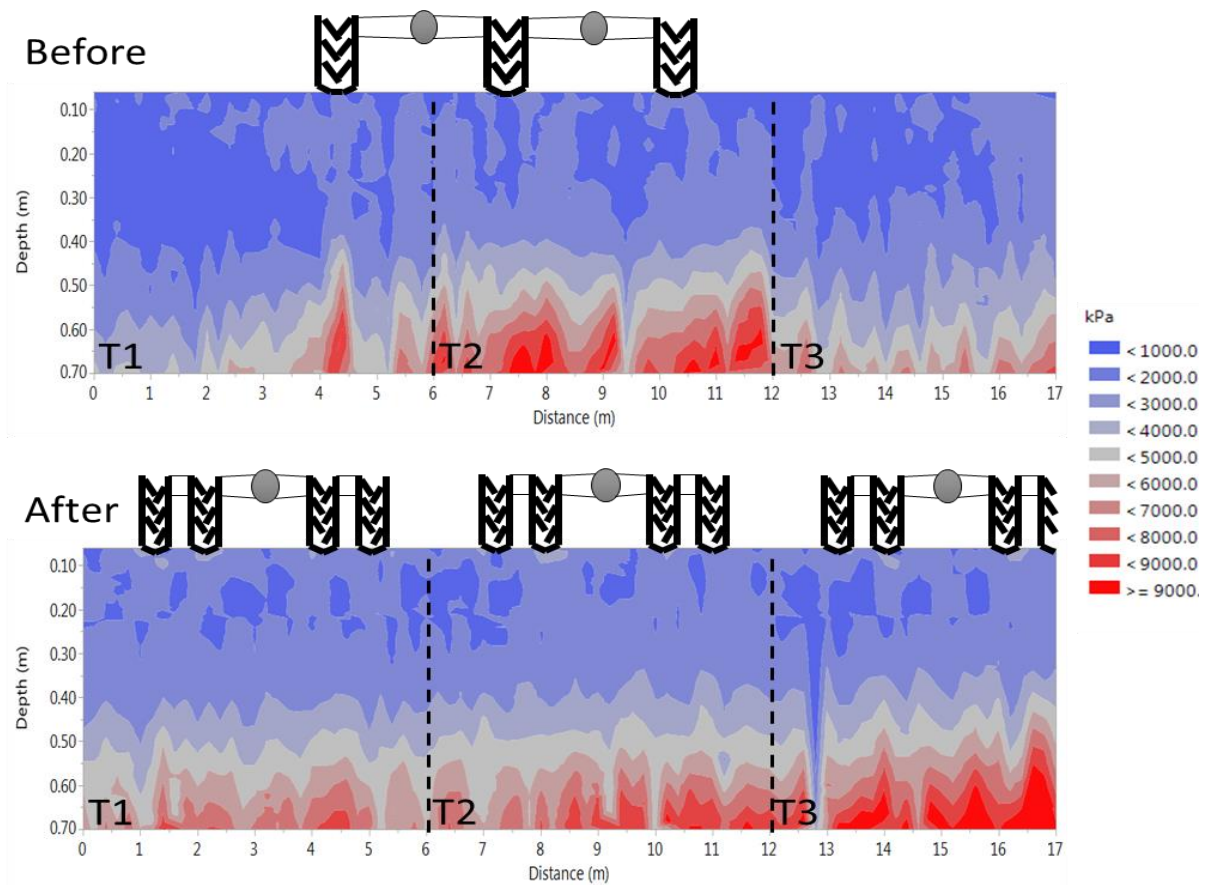 Before
0.10
0.20
0.30
0.40
0.50
0.60
0.70
Depth (m)
T1
T2
T3
0 1 2 3 4 5 6 7 8 9 10 11 12 13 14 15 16 17
Distance (m)
kPa
< 1000.0
< 2000.0
< 3000.0
< 4000.0
< 5000.0
< 6000.0
< 7000.0
< 8000.0
< 9000.0
>= 9000.
After
0.10
0.20
0.30
0.40
0.50
0.60
0.70
Depth (m)
T1
T2
T3
0 1 2 3 4 5 6 7 8 9 10 11 12 13 14 15 16 17
Distance (m)